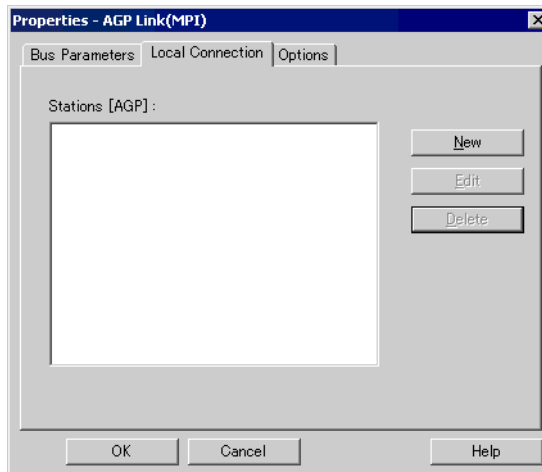 Properties - AGP Link(MPI)
Bus Parameters Local Connection Options
Stations [AGP] :
New
Edit
Delete
OK Cancel Help